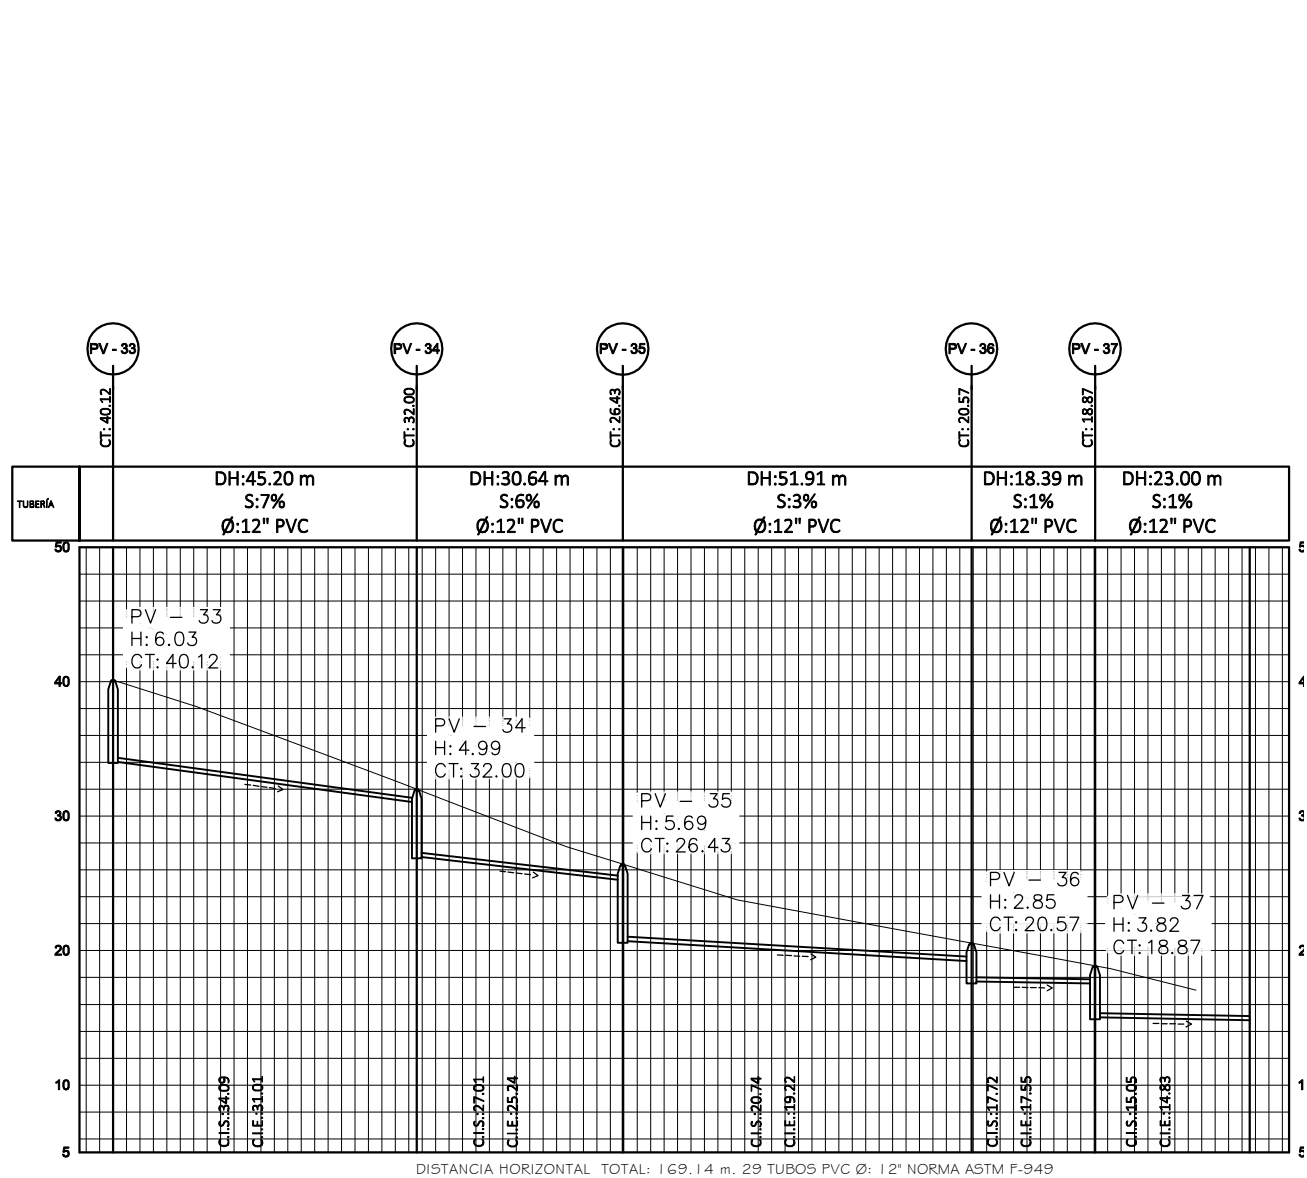 PV - 33
PV - 34
PV - 35
PV - 36
PV - 37
CT: 40.12
CT: 32.00
CT: 26.43
CT: 20.57
CT: 18.87
TUBERÍA
DH:45.20 m
S:7%
Ø:12" PVC
DH:30.64 m
S:6%
Ø:12" PVC
DH:51.91 m
S:3%
Ø:12" PVC
DH:18.39 m
S:1%
Ø:12" PVC
DH:23.00 m
S:1%
Ø:12" PVC
50
5
PV - 33
H: 6.03
CT: 40.12
40
4
PV - 34
H: 4.99
CT: 32.00
30
3
PV - 35
H: 5.69
CT: 26.43
PV - 36
H: 2.85
CT: 20.57
PV - 37
H: 3.82
CT: 18.87
20
2
10
1
C.I.S.:34.09
C.I.E.:31.01
C.I.S.:27.01
C.I.E.:25.24
C.I.S.:20.74
C.I.E.:19.22
C.I.S.:17.72
C.I.E.:17.55
C.I.S.:15.05
C.I.E.:14.83
5
5
DISTANCIA HORIZONTAL TOTAL: 169.14 m. 29 TUBOS PVC Ø: 12" NORMA ASTM F-949